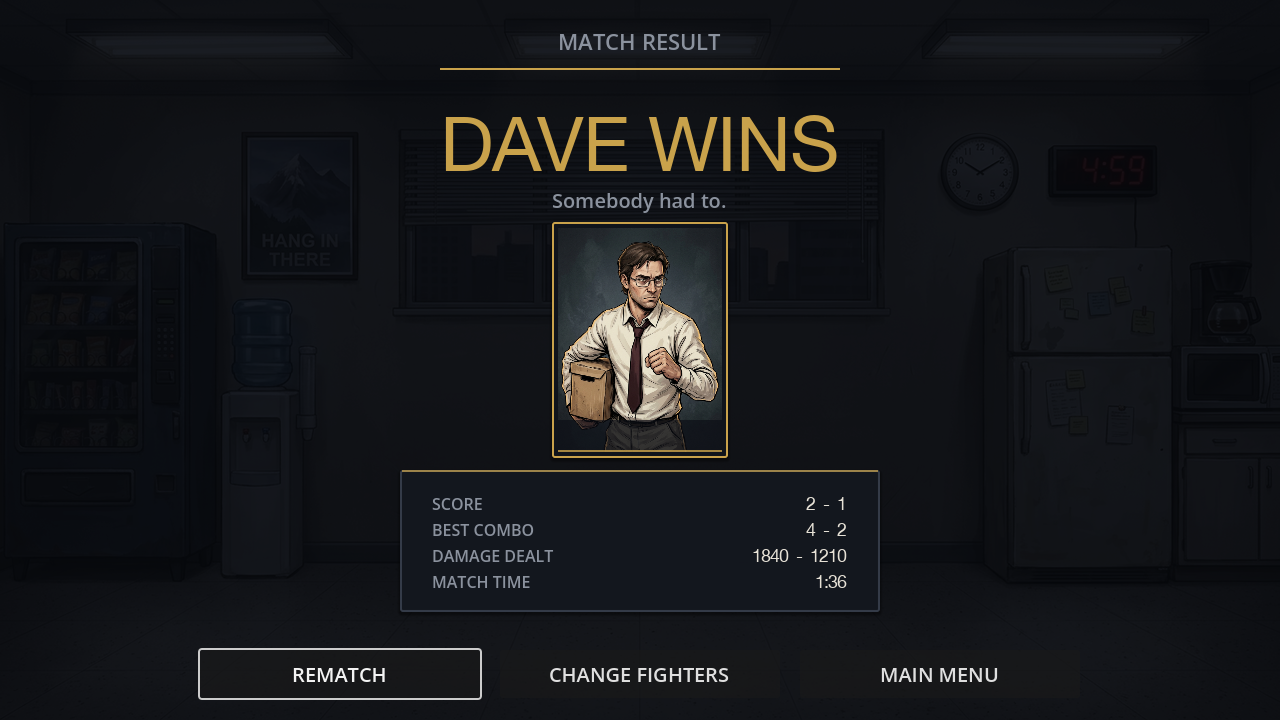 MATCH RESULT
DAVE WINS
Somebody had to.
4:59
HANG IN
THERE
SCORE 2 - 1
BEST COMBO 4 - 2
DAMAGE DEALT 1840 - 1210
MATCH TIME 1:36
REMATCH CHANGE FIGHTERS MAIN MENU